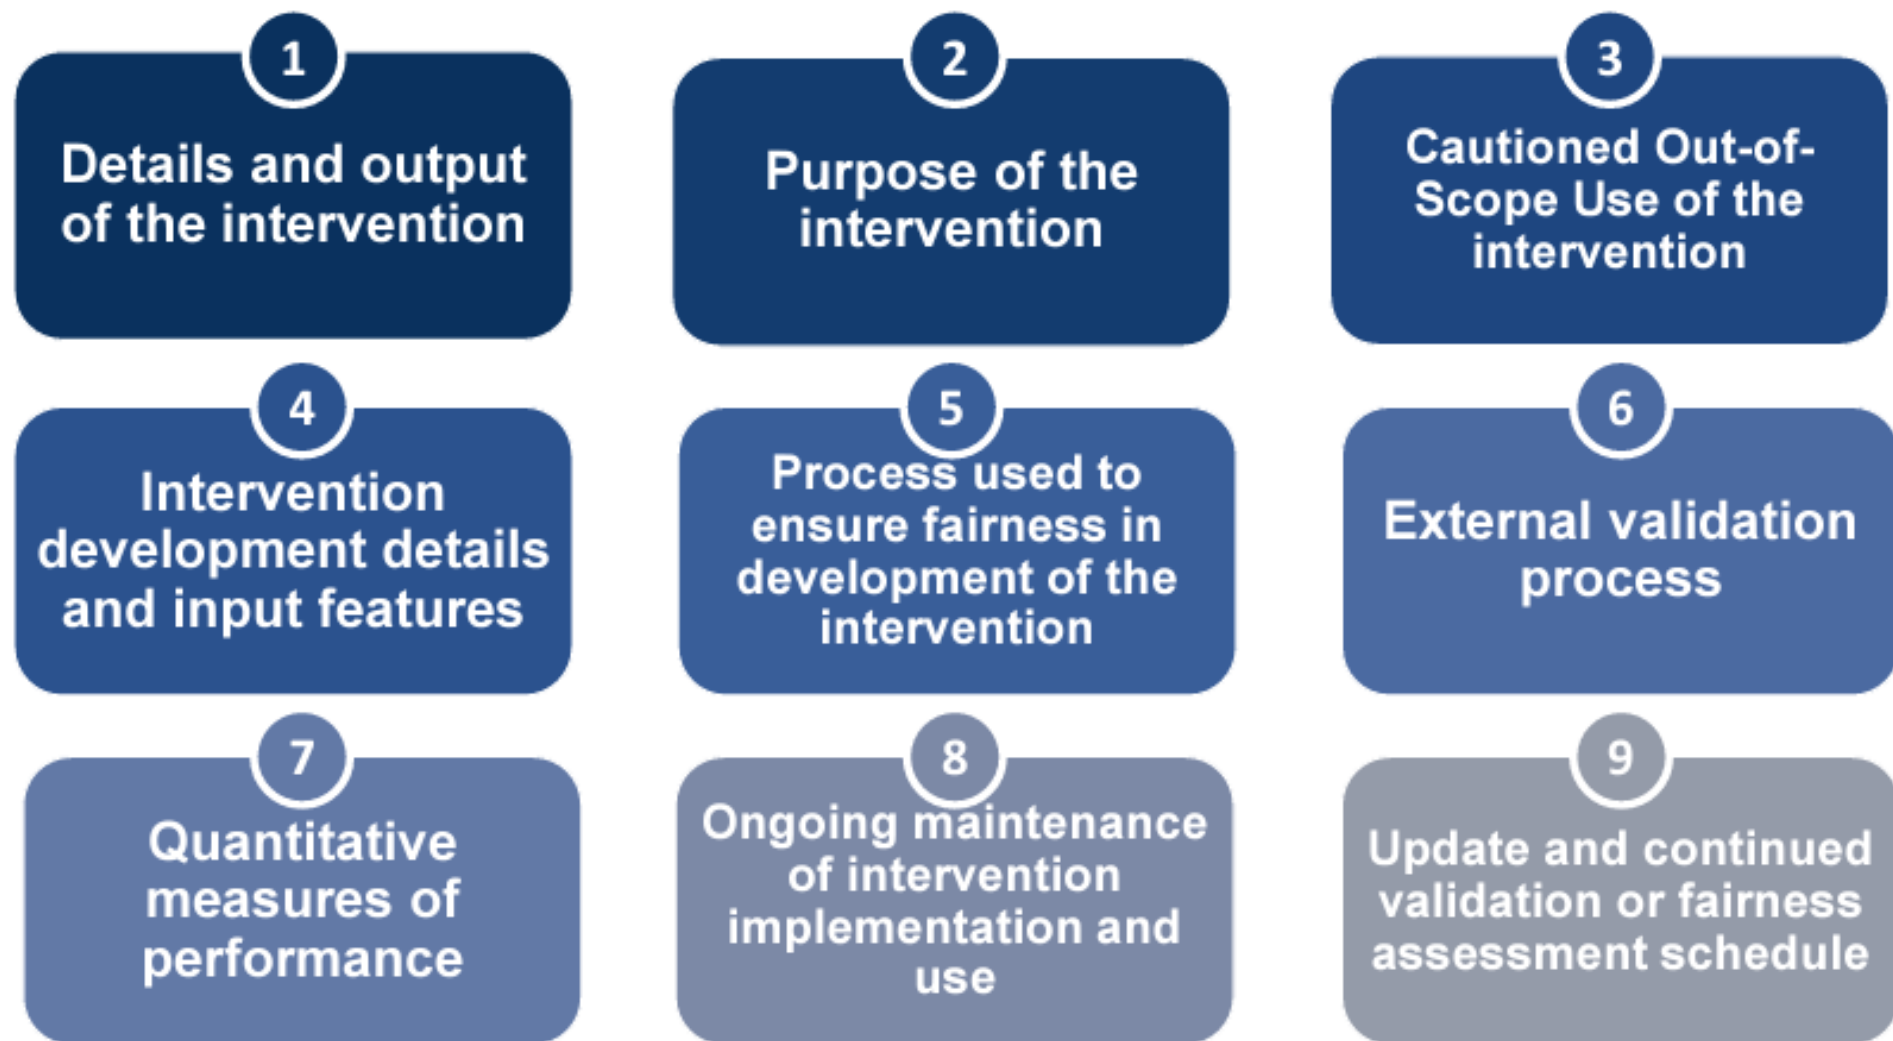 1
Details and output
of the intervention
2
Purpose of the
intervention
3
Cautioned Out-of-
Scope Use of the
intervention
4
Intervention
development details
and input features
5
Process used to
ensure fairness in
development of the
intervention
6
External validation
process
7
Quantitative
measures of
performance
8
Ongoing maintenance
of intervention
implementation and
use
9
Update and continued
validation or fairness
assessment schedule